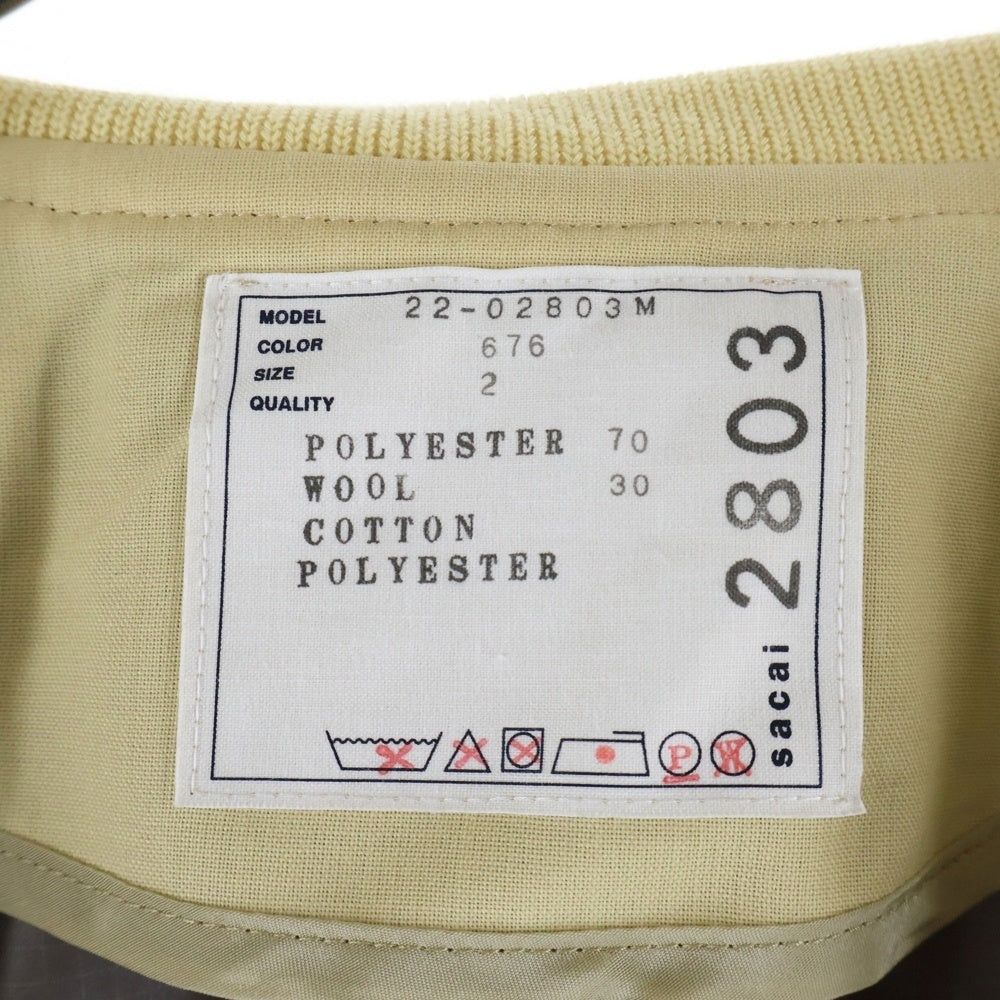 MODEL 22-02803M
COLOR 676
SIZE 2
QUALITY
POLYESTER 70
WOOL 30
COTTON
POLYESTER
sacai 2803
P W